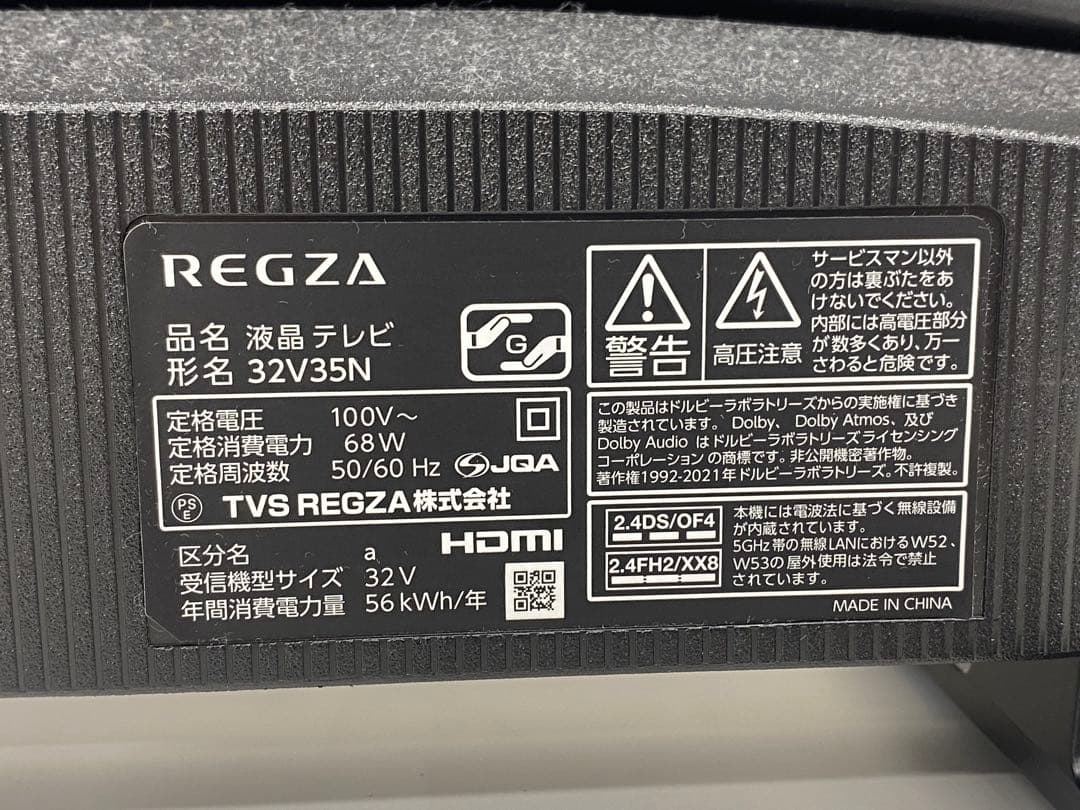 REGZA
品名 液晶テレビ
形名 32V35N
G
定格電圧 100V～
定格消費電力 68W
定格周波数 50/60 Hz
JQA
PS
E
TVS REGZA株式会社
HDMI
区分名 a
受信機型サイズ 32V
年間消費電力量 56kWh/年
警告
高圧注意
サービスマン以外
の方は裏ぶたをあ
けないでください。
内部には高電圧部分
が数多くあり、万一
さわると危険です。
この製品はドルビーラボラトリーズからの実施権に基づき
製造されています。Dolby、Dolby Atmos、及び
Dolby Audio はドルビーラボラトリーズライセンシング
コーポレーションの商標です。非公開機密著作物。
著作権1992-2021年ドルビーラボラトリーズ。不許複製。
2.4DS/OF4
2.4FH2/XX8
本機には電波法に基づく無線設備
が内蔵されています。
5GHz帯の無線LANにおけるW52、
W53の屋外使用は法令で禁止
されています。
MADE IN CHINA